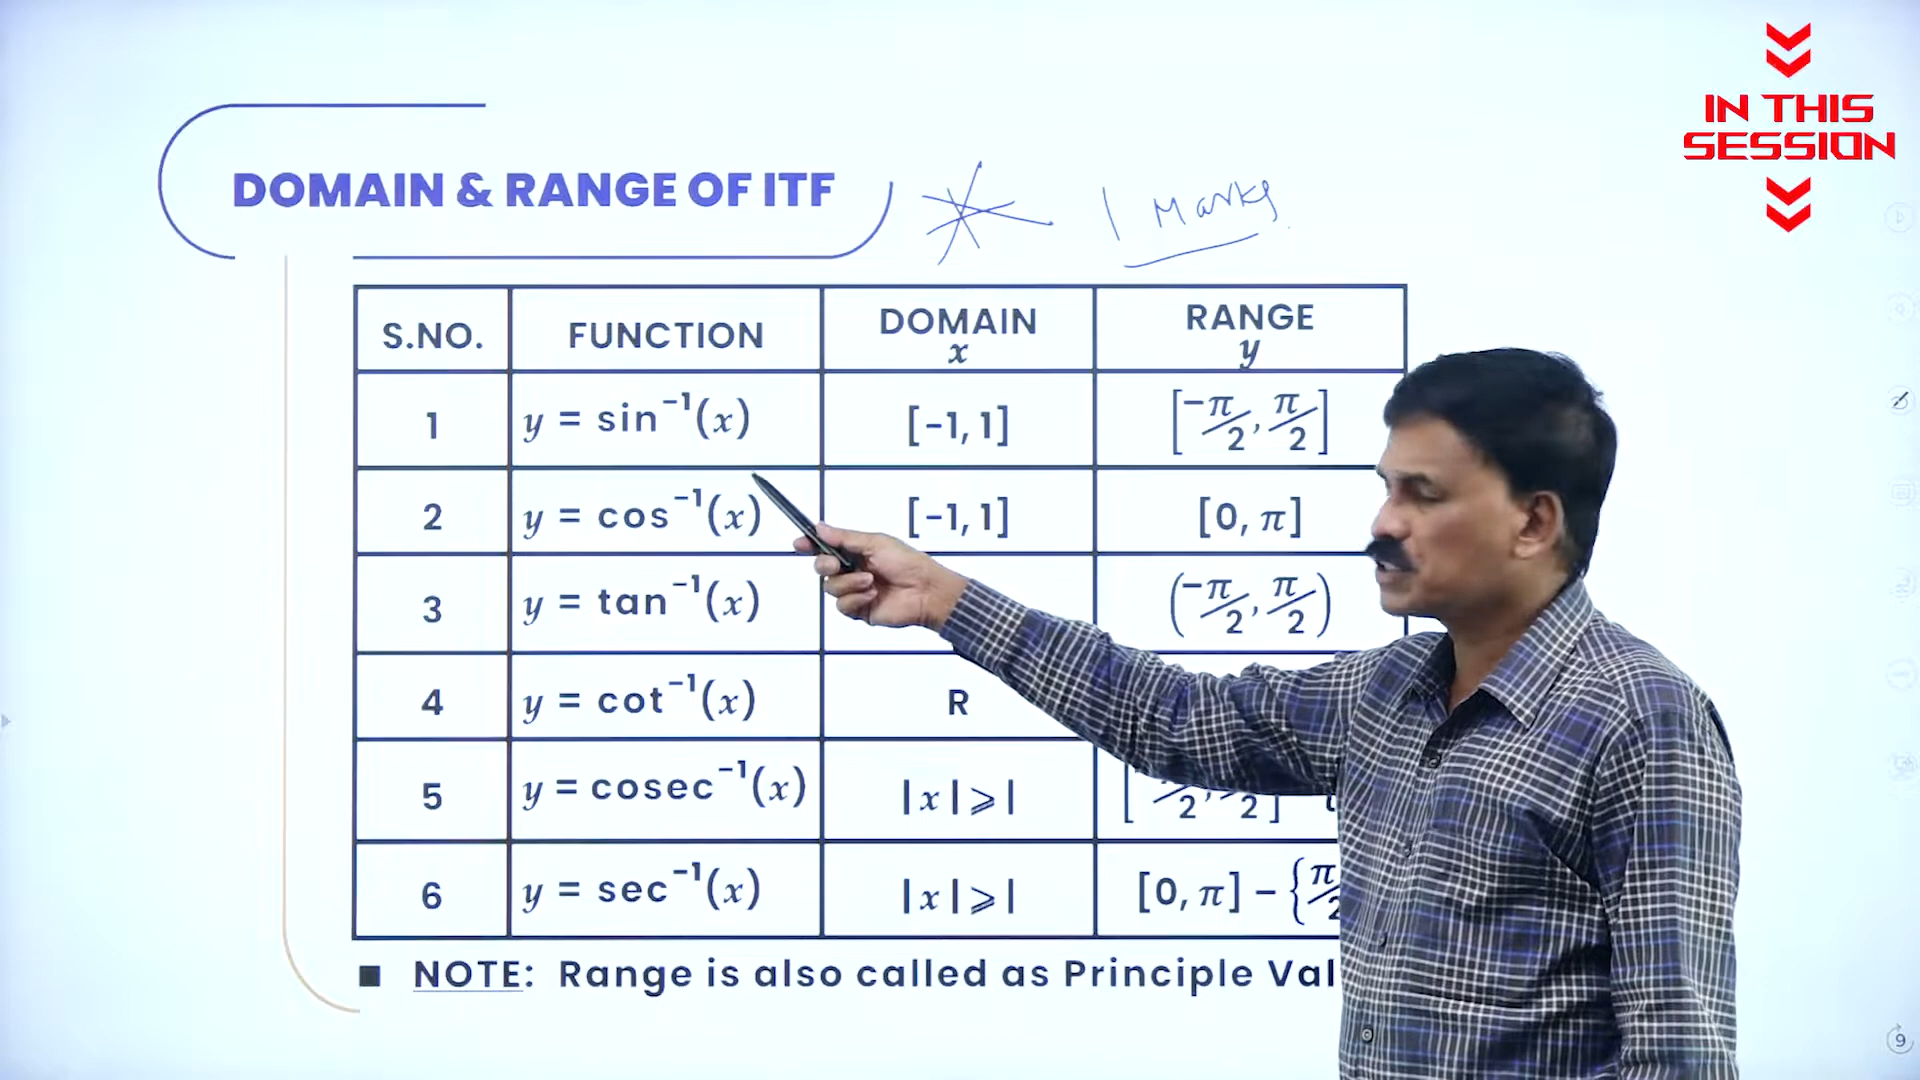 IN THIS
SESSION
DOMAIN & RANGE OF ITF
1 Marks
S.NO. FUNCTION DOMAIN x RANGE y
1 y = sin⁻¹(x) [-1, 1] [-π/2, π/2]
2 y = cos⁻¹(x) [-1, 1] [0, π]
3 y = tan⁻¹(x) (-π/2, π/2)
4 y = cot⁻¹(x) R
5 y = cosec⁻¹(x) |x| ⩾ |
6 y = sec⁻¹(x) |x| ⩾ | [0, π] – {π/2
■ NOTE: Range is also called as Principle Val
9